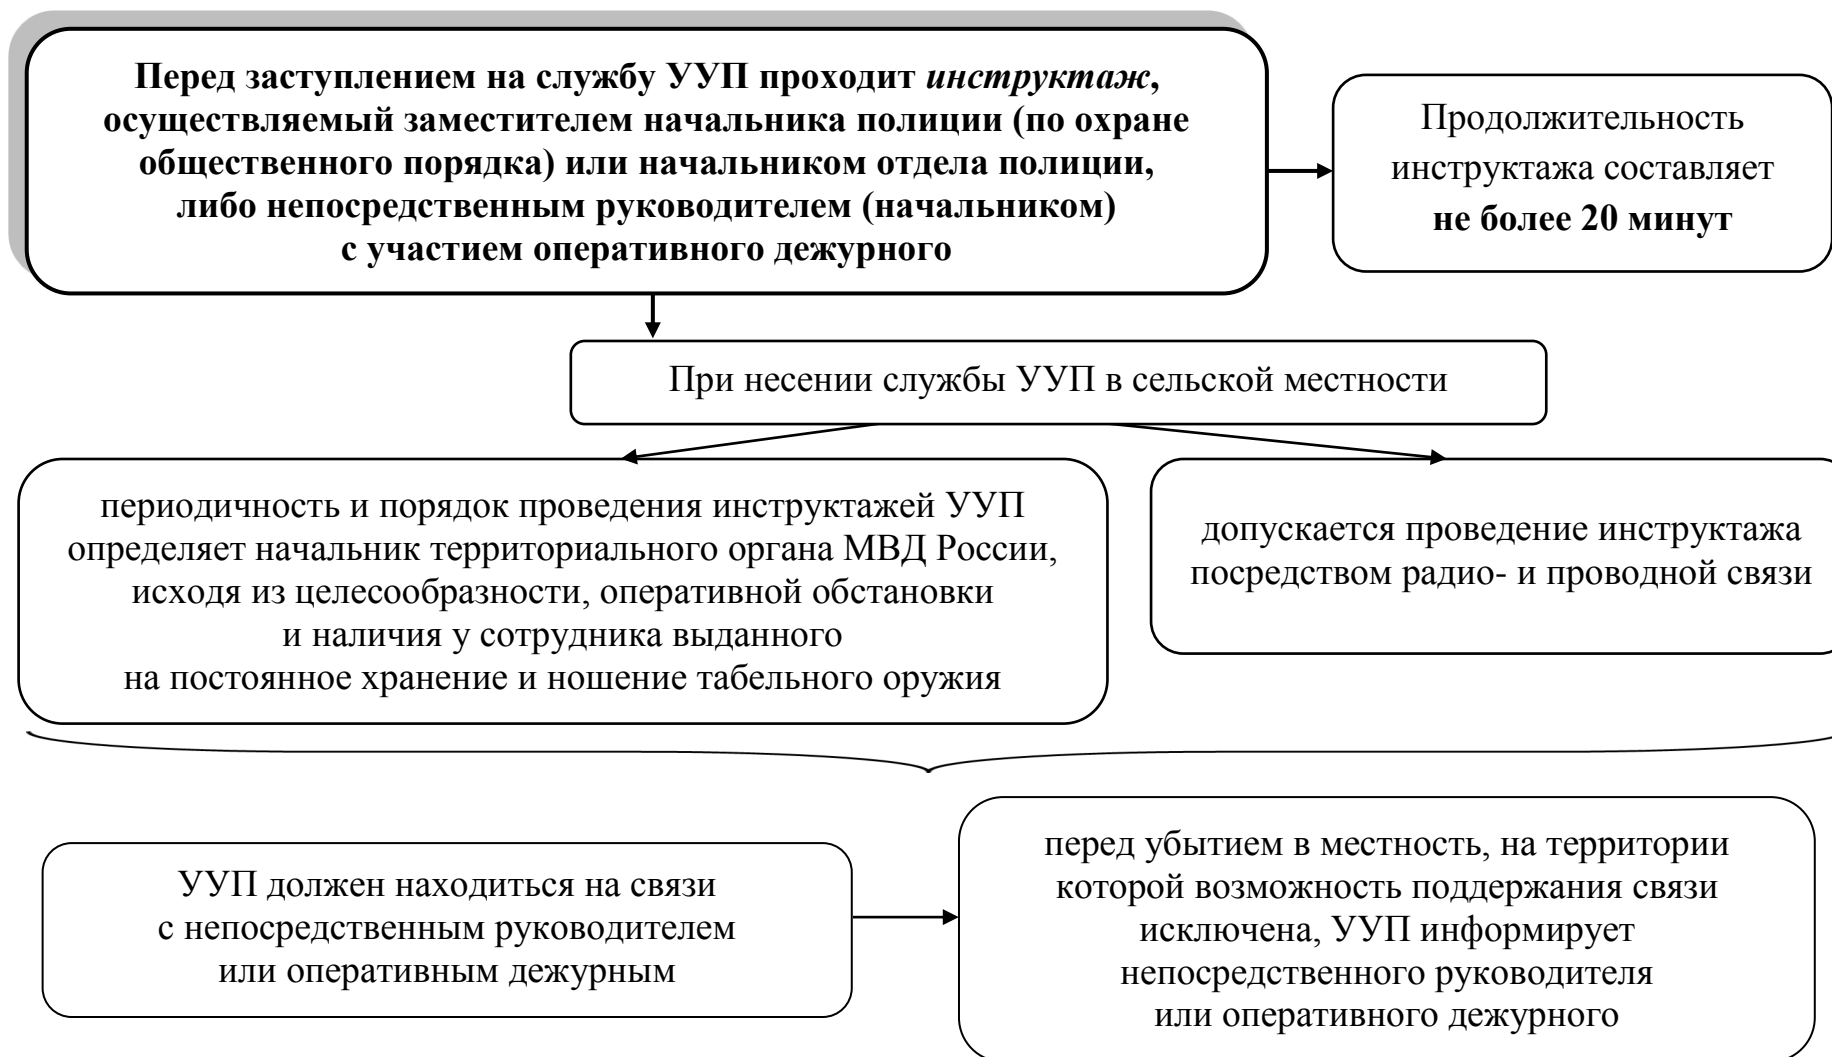 Перед заступлением на службу УУП проходит инструктаж,
осуществляемый заместителем начальника полиции (по охране
общественного порядка) или начальником отдела полиции,
либо непосредственным руководителем (начальником)
с участием оперативного дежурного
Продолжительность
инструктажа составляет
не более 20 минут
При несении службы УУП в сельской местности
периодичность и порядок проведения инструктажей УУП
определяет начальник территориального органа МВД России,
исходя из целесообразности, оперативной обстановки
и наличия у сотрудника выданного
на постоянное хранение и ношение табельного оружия
допускается проведение инструктажа
посредством радио- и проводной связи
УУП должен находиться на связи
с непосредственным руководителем
или оперативным дежурным
перед убытием в местность, на территории
которой возможность поддержания связи
исключена, УУП информирует
непосредственного руководителя
или оперативного дежурного